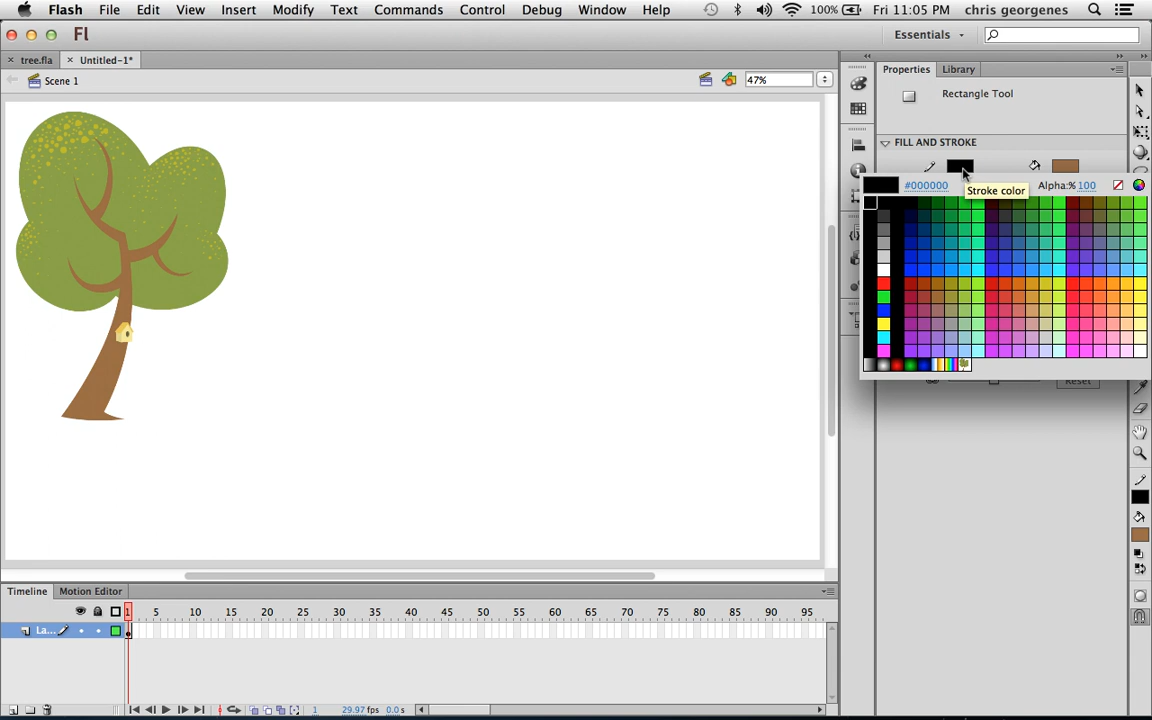 Flash File Edit View Insert Modify Text Commands Control Debug Window Help 100% Fri 11:05 PM chris georgenes
Fl Essentials
× tree.fla × Untitled-1*
Scene 1 47%
Properties Library
Rectangle Tool
FILL AND STROKE
#000000 Alpha:% 100
Stroke color
Reset
Timeline Motion Editor
1 5 10 15 20 25 30 35 40 45 50 55 60 65 70 75 80 85 90 95
La...
1 29.97 fps 0.0 s